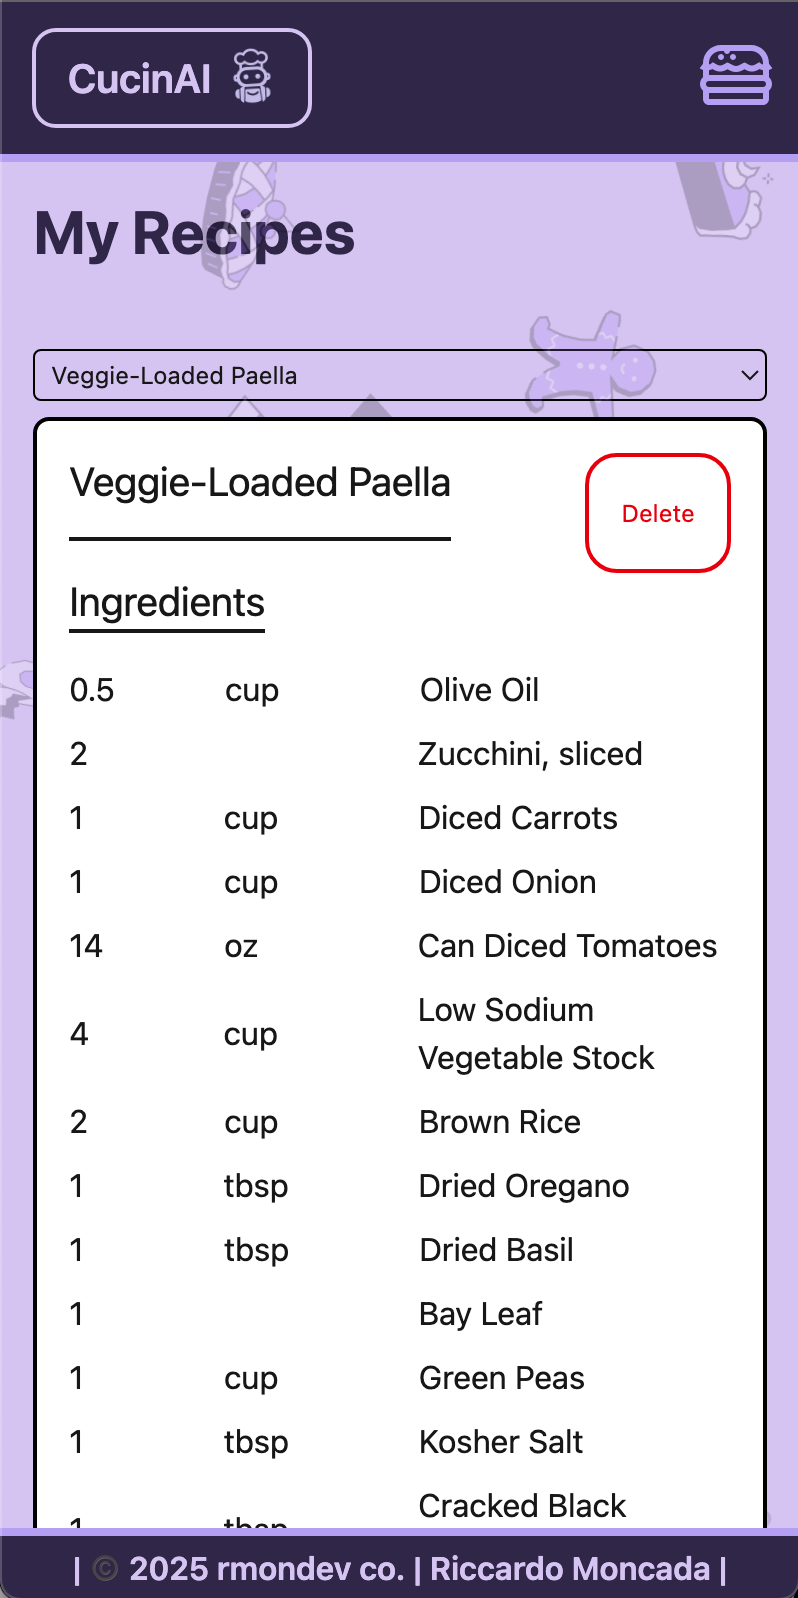 CucinAI
My Recipes
Veggie-Loaded Paella
Veggie-Loaded Paella
Delete
Ingredients
0.5 cup Olive Oil
2 Zucchini, sliced
1 cup Diced Carrots
1 cup Diced Onion
14 oz Can Diced Tomatoes
4 cup Low Sodium
Vegetable Stock
2 cup Brown Rice
1 tbsp Dried Oregano
1 tbsp Dried Basil
1 Bay Leaf
1 cup Green Peas
1 tbsp Kosher Salt
1 tbsp Cracked Black
| © 2025 rmondev co. | Riccardo Moncada |